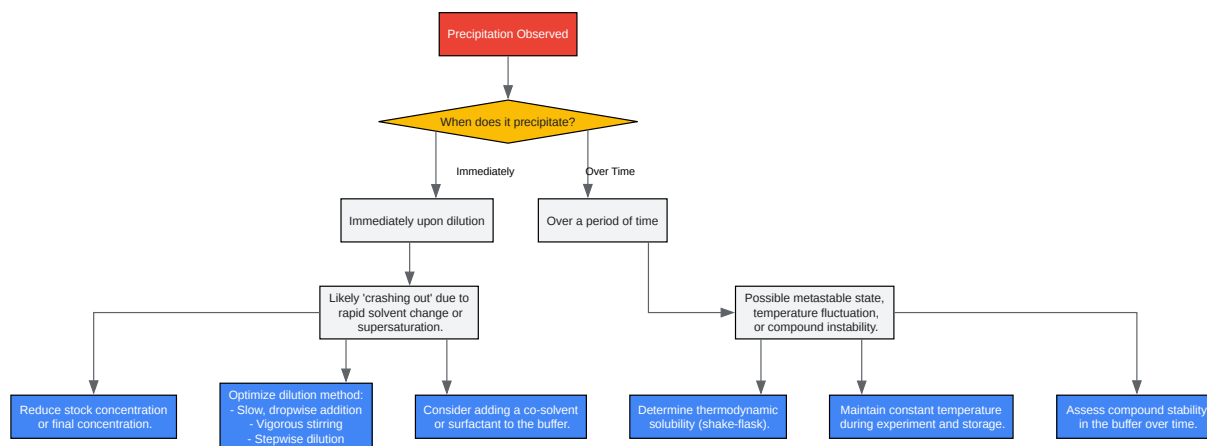 Precipitation Observed
When does it precipitate?
Immediately
Over Time
Immediately upon dilution
Over a period of time
Likely 'crashing out' due to
rapid solvent change or
supersaturation.
Possible metastable state,
temperature fluctuation,
or compound instability.
Reduce stock concentration
or final concentration.
Optimize dilution method:
- Slow, dropwise addition
- Vigorous stirring
- Stepwise dilution
Consider adding a co-solvent
or surfactant to the buffer.
Determine thermodynamic
solubility (shake-flask).
Maintain constant temperature
during experiment and storage.
Assess compound stability
in the buffer over time.